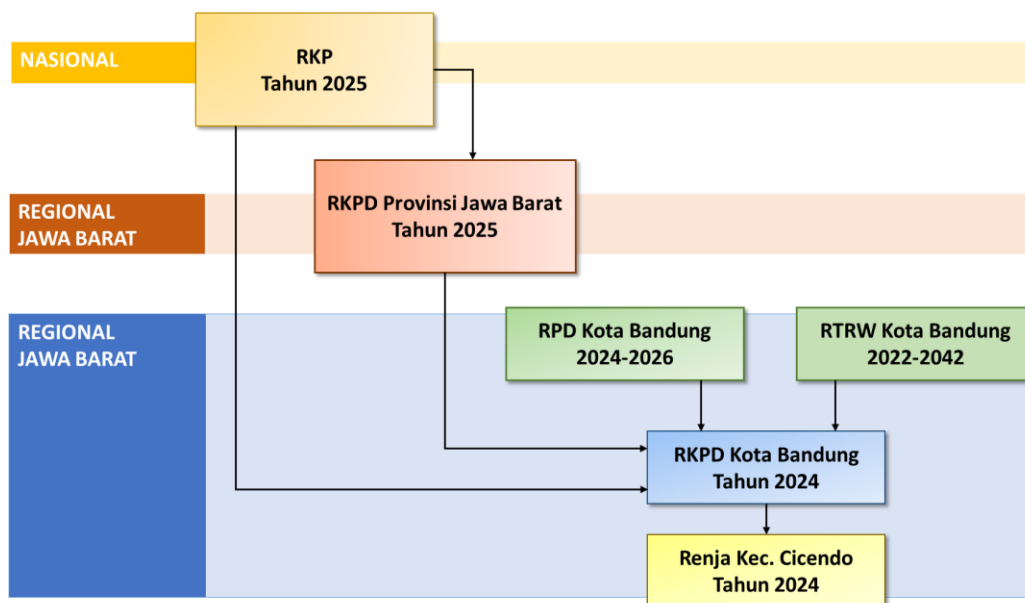 NASIONAL
RKP
Tahun 2025
REGIONAL
JAWA BARAT
RKPD Provinsi Jawa Barat
Tahun 2025
REGIONAL
JAWA BARAT
RPD Kota Bandung
2024-2026
RTRW Kota Bandung
2022-2042
RKPD Kota Bandung
Tahun 2024
Renja Kec. Cicendo
Tahun 2024